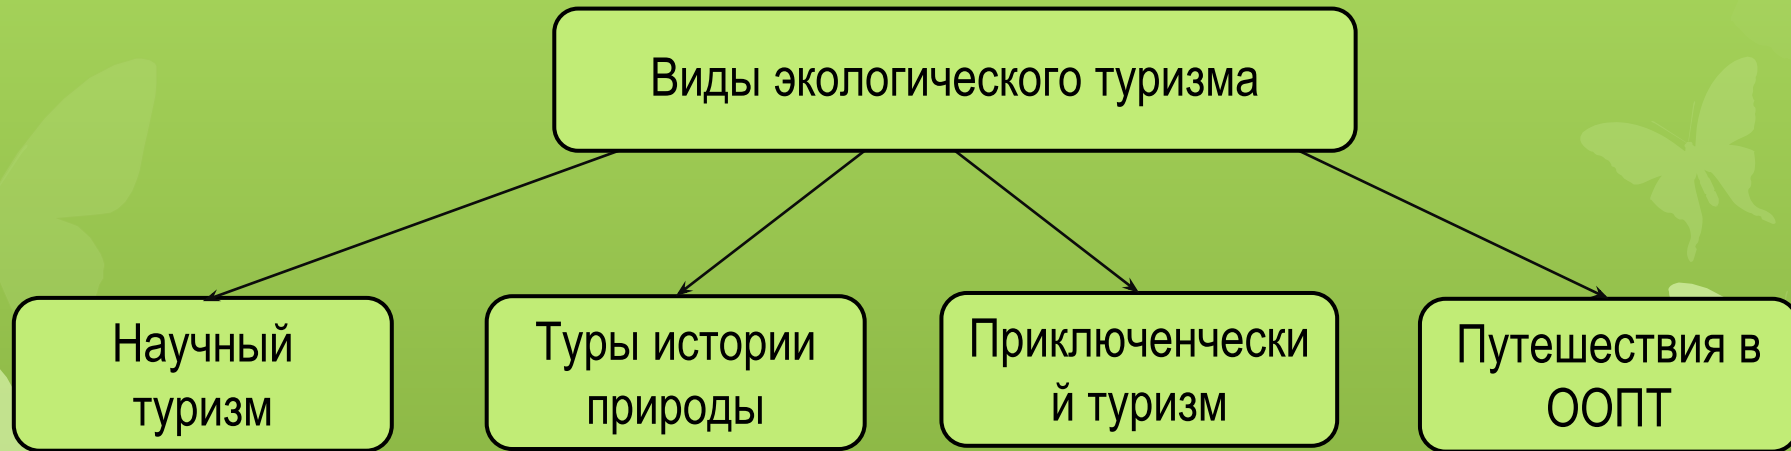 Виды экологического туризма
Научный
туризм
Туры истории
природы
Приключенчески
й туризм
Путешествия в
ООПТ